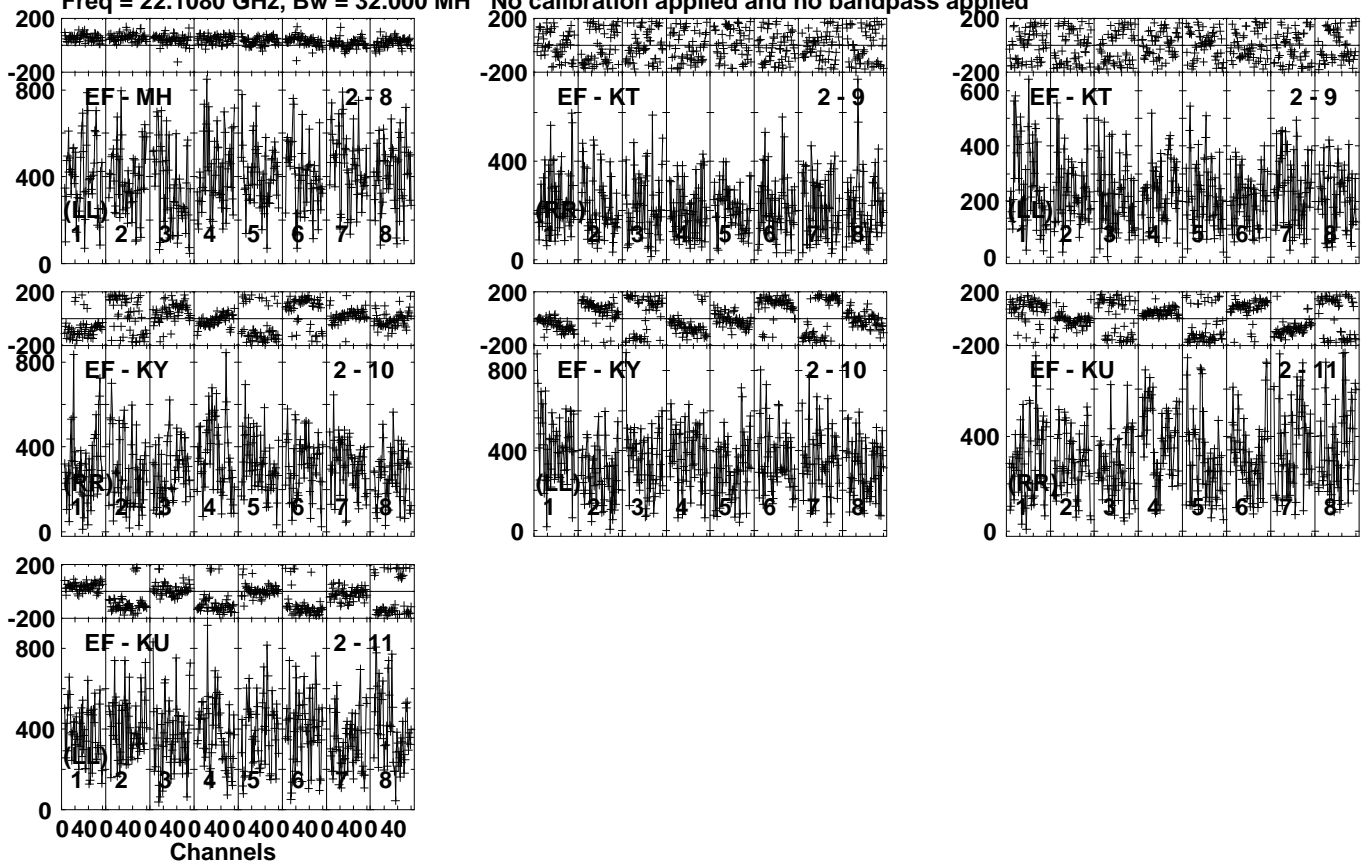 Freq = 22.1080 GHz, Bw = 32.000 MH No calibration applied and no bandpass applied
200
-200
800
400
0
EF - MH
2 - 8
(LL)
1 2 3 4 5 6 7 8
200
-200
400
0
EF - KT
2 - 9
(RR)
1 2 3 4 5 6 7 8
200
-200
600
400
200
0
EF - KT
2 - 9
(LL)
1 2 3 4 5 6 7 8
200
-200
800
400
0
EF - KY
2 - 10
(RR)
1 2 3 4 5 6 7 8
200
-200
800
400
0
EF - KY
2 - 10
(LL)
1 2 3 4 5 6 7 8
200
-200
400
0
EF - KU
2 - 11
(RR)
1 2 3 4 5 6 7 8
200
-200
800
400
0
EF - KU
2 - 11
(LL)
1 2 3 4 5 6 7 8
0 40 0 40 0 40 0 40 0 40 0 40 0 40 0 40
Channels